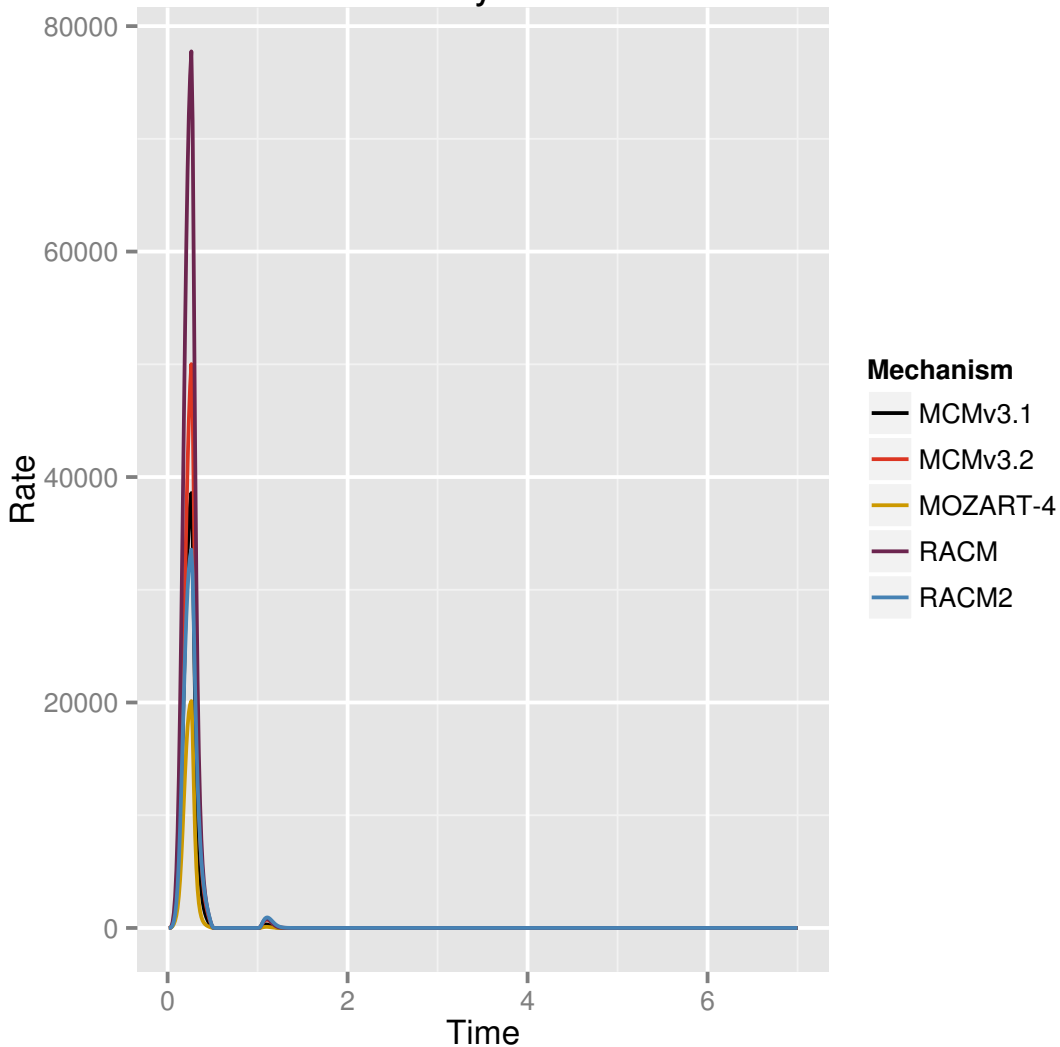 80000
60000
40000
20000
0
Rate
0 2 4 6
Time
Mechanism
MCMv3.1
MCMv3.2
MOZART-4
RACM
RACM2